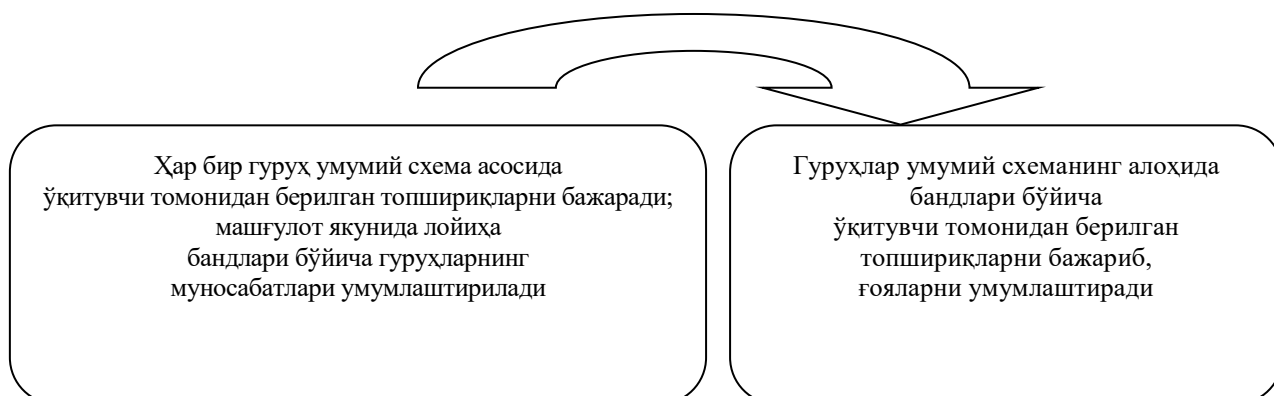 Ҳар бир гуруҳ умумий схема асосида
ўқитувчи томонидан берилган топшириқларни бажаради;
машғулот якунида лойиҳа
бандлари бўйича гуруҳларнинг
муносабатлари умумлаштирилади
Гуруҳлар умумий схеманинг алоҳида
бандлари бўйича
ўқитувчи томонидан берилган
топшириқларни бажариб,
ғояларни умумлаштиради